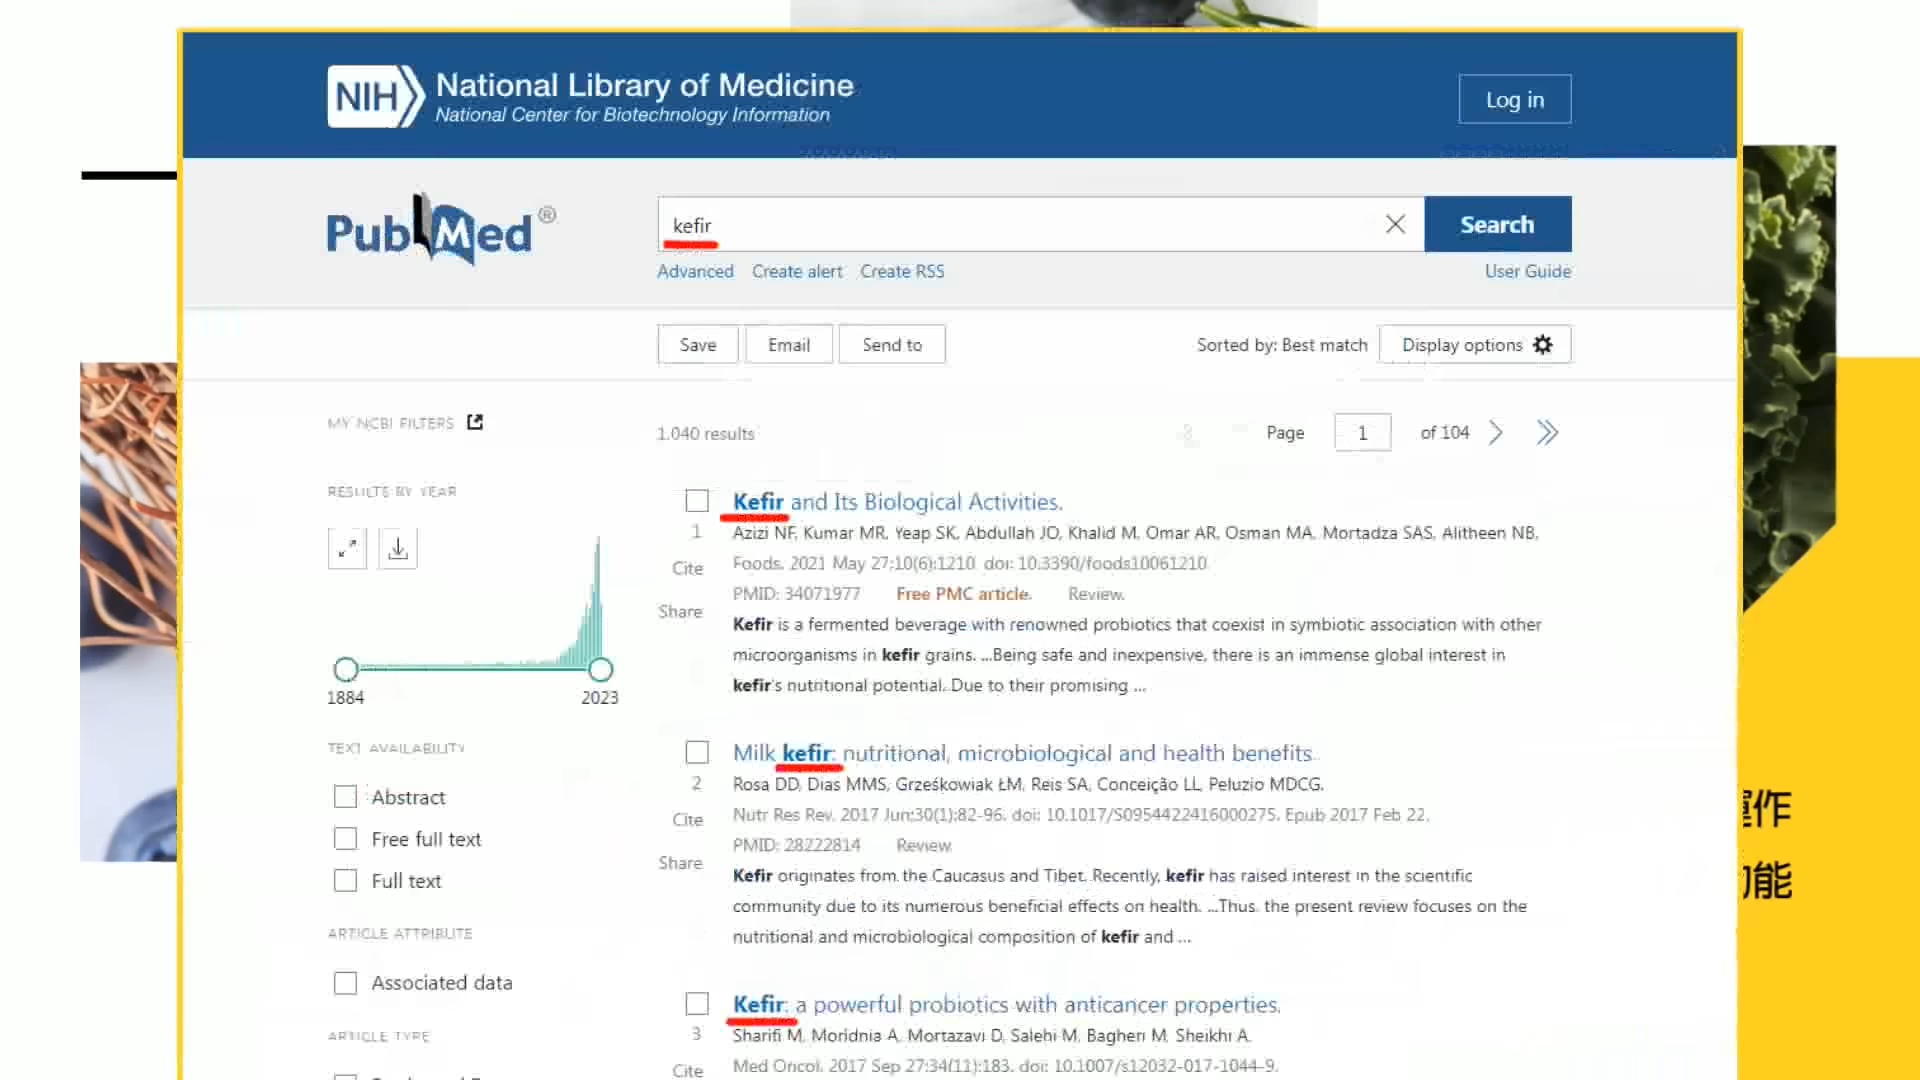 NIH National Library of Medicine
National Center for Biotechnology Information
Log in
PubMed®
kefir
Search
Advanced Create alert Create RSS
User Guide
Save Email Send to
Sorted by: Best match Display options
MY NCBI FILTERS
1,040 results
Page 1 of 104
RESULTS BY YEAR
1884 2023
TEXT AVAILABILITY
Abstract
Free full text
Full text
ARTICLE ATTRIBUTE
Associated data
ARTICLE TYPE
Kefir and Its Biological Activities.
1
Cite
Share
Azizi NF, Kumar MR, Yeap SK, Abdullah JO, Khalid M, Omar AR, Osman MA, Mortadza SAS, Alitheen NB.
Foods. 2021 May 27;10(6):1210. doi: 10.3390/foods10061210.
PMID: 34071977 Free PMC article. Review.
Kefir is a fermented beverage with renowned probiotics that coexist in symbiotic association with other
microorganisms in kefir grains. ...Being safe and inexpensive, there is an immense global interest in
kefir's nutritional potential. Due to their promising ...
Milk kefir: nutritional, microbiological and health benefits.
2
Cite
Share
Rosa DD, Dias MMS, Grześkowiak ŁM, Reis SA, Conceição LL, Peluzio MDCG.
Nutr Res Rev. 2017 Jun;30(1):82-96. doi: 10.1017/S0954422416000275. Epub 2017 Feb 22.
PMID: 28222814 Review.
Kefir originates from the Caucasus and Tibet. Recently, kefir has raised interest in the scientific
community due to its numerous beneficial effects on health. ...Thus, the present review focuses on the
nutritional and microbiological composition of kefir and ...
Kefir: a powerful probiotics with anticancer properties.
3
Cite
Sharifi M, Moridnia A, Mortazavi D, Salehi M, Bagheri M, Sheikhi A.
Med Oncol. 2017 Sep 27;34(11):183. doi: 10.1007/s12032-017-1044-9.
作
能